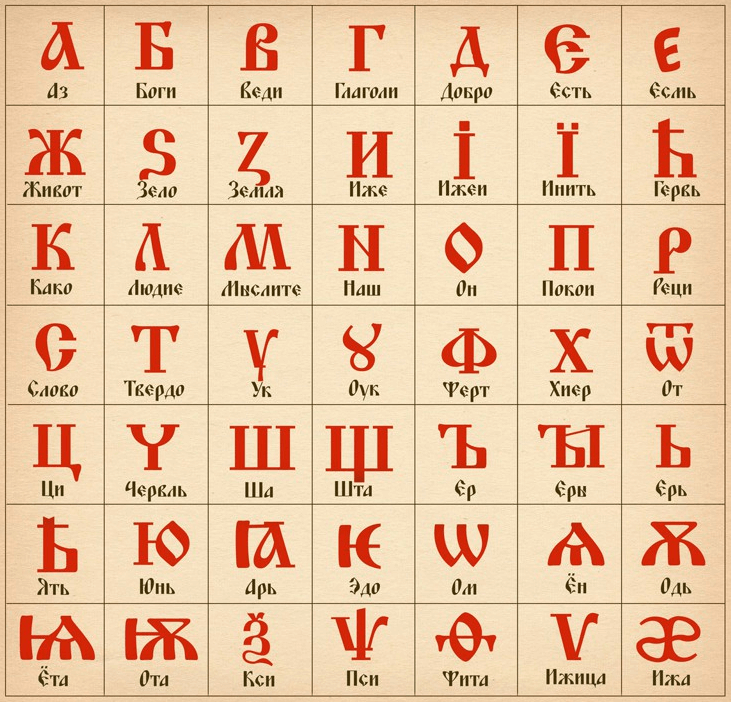 А Б В Г Д Є є
Аз Боги Веди Глаголи Добро Єсть Єсмь
Ж Ѕ З И І Ї Ћ
Живот Зело Земля Иже Ижеи Инить Гервь
К Л М Н О П Р
Како Людие Мыслите Наш Он Покои Реци
С Т Ѵ Ꙋ Ф Х Ѿ
Слово Твердо Ук Оук Ферт Хиер От
Ц Ч Ш Щ Ъ Ꙑ Ь
Ци Червль Ша Шта Ер Еры Ерь
Ѣ Ю Ꙗ Ѥ Ѡ Ѧ Ѫ
Ять Юнь Арь Эдо Ом Ён Одь
Ѩ Ѭ Ѯ Ѱ Ѳ Ѵ Æ
Ёта Ота Кси Пси Фита Ижица Ижа